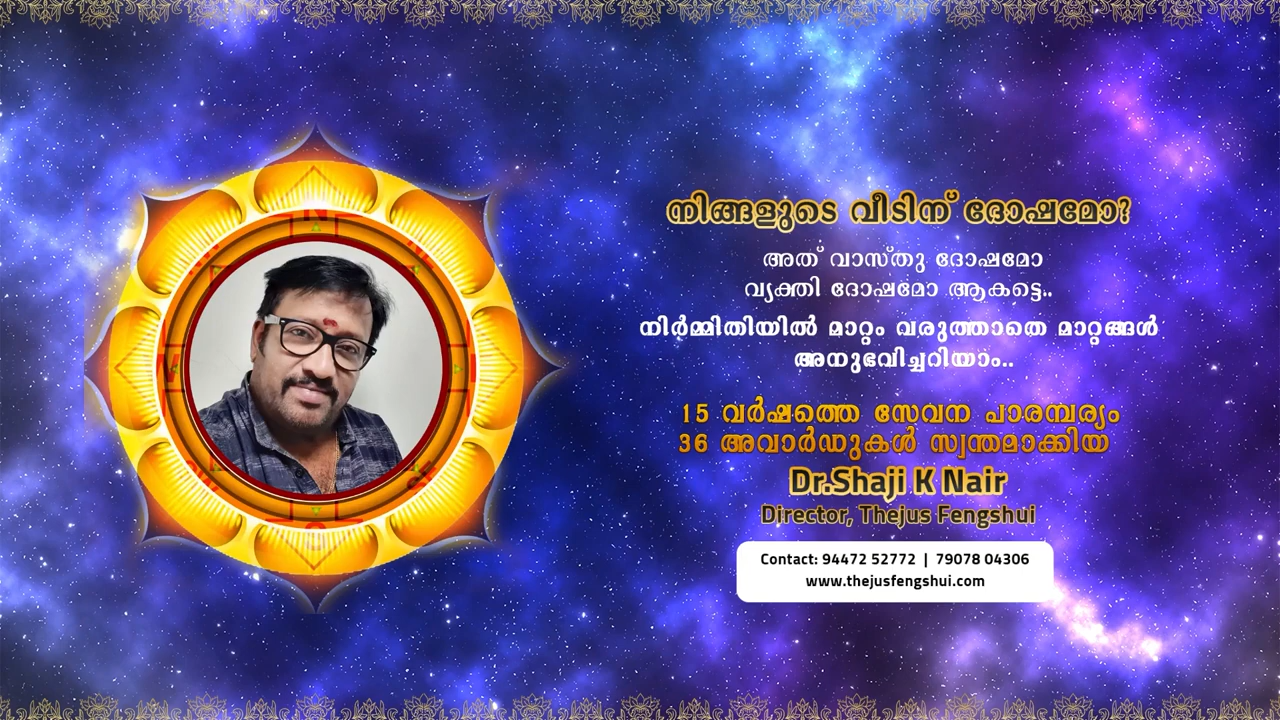 നിങ്ങളുടെ വീടിന് ദോഷമോ?
അത് വാസ്തു ദോഷമോ
വ്യക്തി ദോഷമോ ആകട്ടെ..
നിർമ്മിതിയിൽ മാറ്റം വരുത്താതെ മാറ്റങ്ങൾ
അനുഭവിച്ചറിയാം..
15 വർഷത്തെ സേവന പാരമ്പര്യം
36 അവാർഡുകൾ സ്വന്തമാക്കിയ
Dr.Shaji K Nair
Director, Thejus Fengshui
Contact: 94472 52772 | 79078 04306
www.thejusfengshui.com